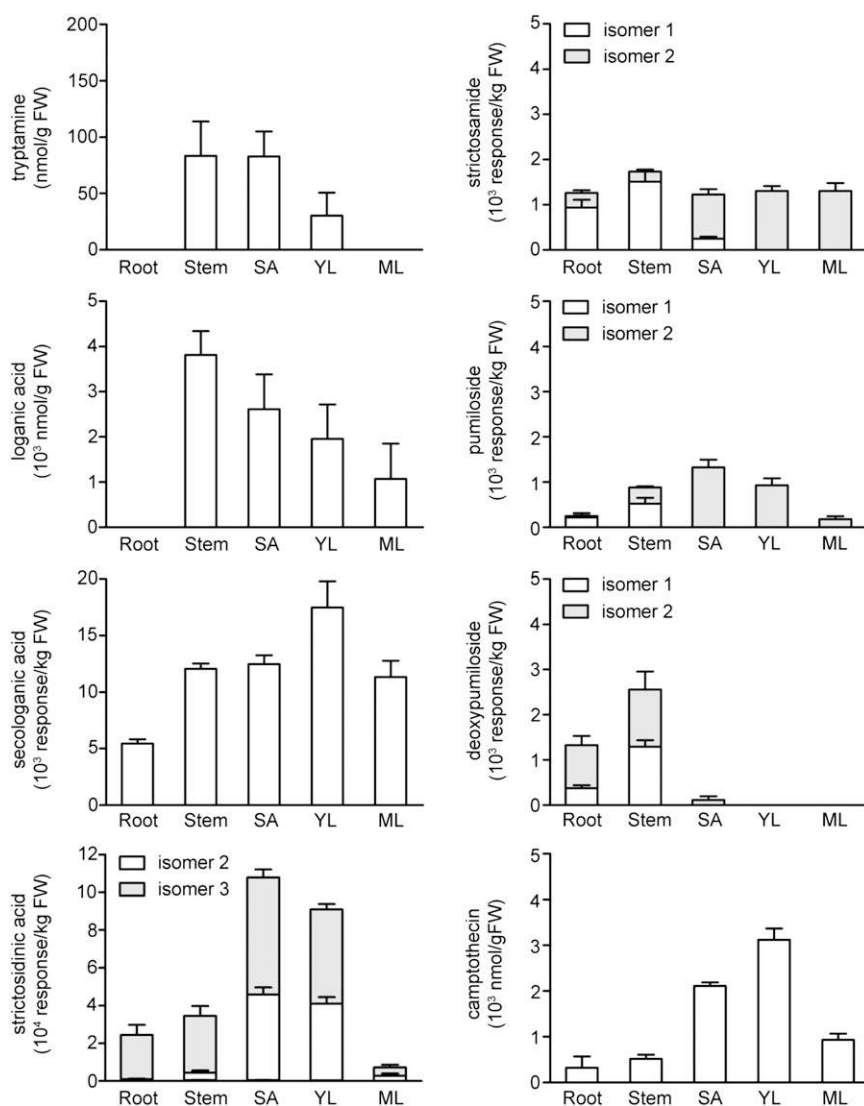 tryptamine
(nmol/g FW)
200
150
100
50
0
Root Stem SA YL ML
isomer 1
isomer 2
strictosamide
(10³ response/kg FW)
5
4
3
2
1
0
Root Stem SA YL ML
loganic acid
(10³ nmol/g FW)
5
4
3
2
1
0
Root Stem SA YL ML
isomer 1
isomer 2
pumiloside
(10³ response/kg FW)
5
4
3
2
1
0
Root Stem SA YL ML
secologanic acid
(10³ response/kg FW)
20
15
10
5
0
Root Stem SA YL ML
isomer 1
isomer 2
deoxypumiloside
(10³ response/kg FW)
5
4
3
2
1
0
Root Stem SA YL ML
isomer 2
isomer 3
strictosidinic acid
(10⁴ response/kg FW)
12
10
8
6
4
2
0
Root Stem SA YL ML
camptothecin
(10³ nmol/gFW)
5
4
3
2
1
0
Root Stem SA YL ML